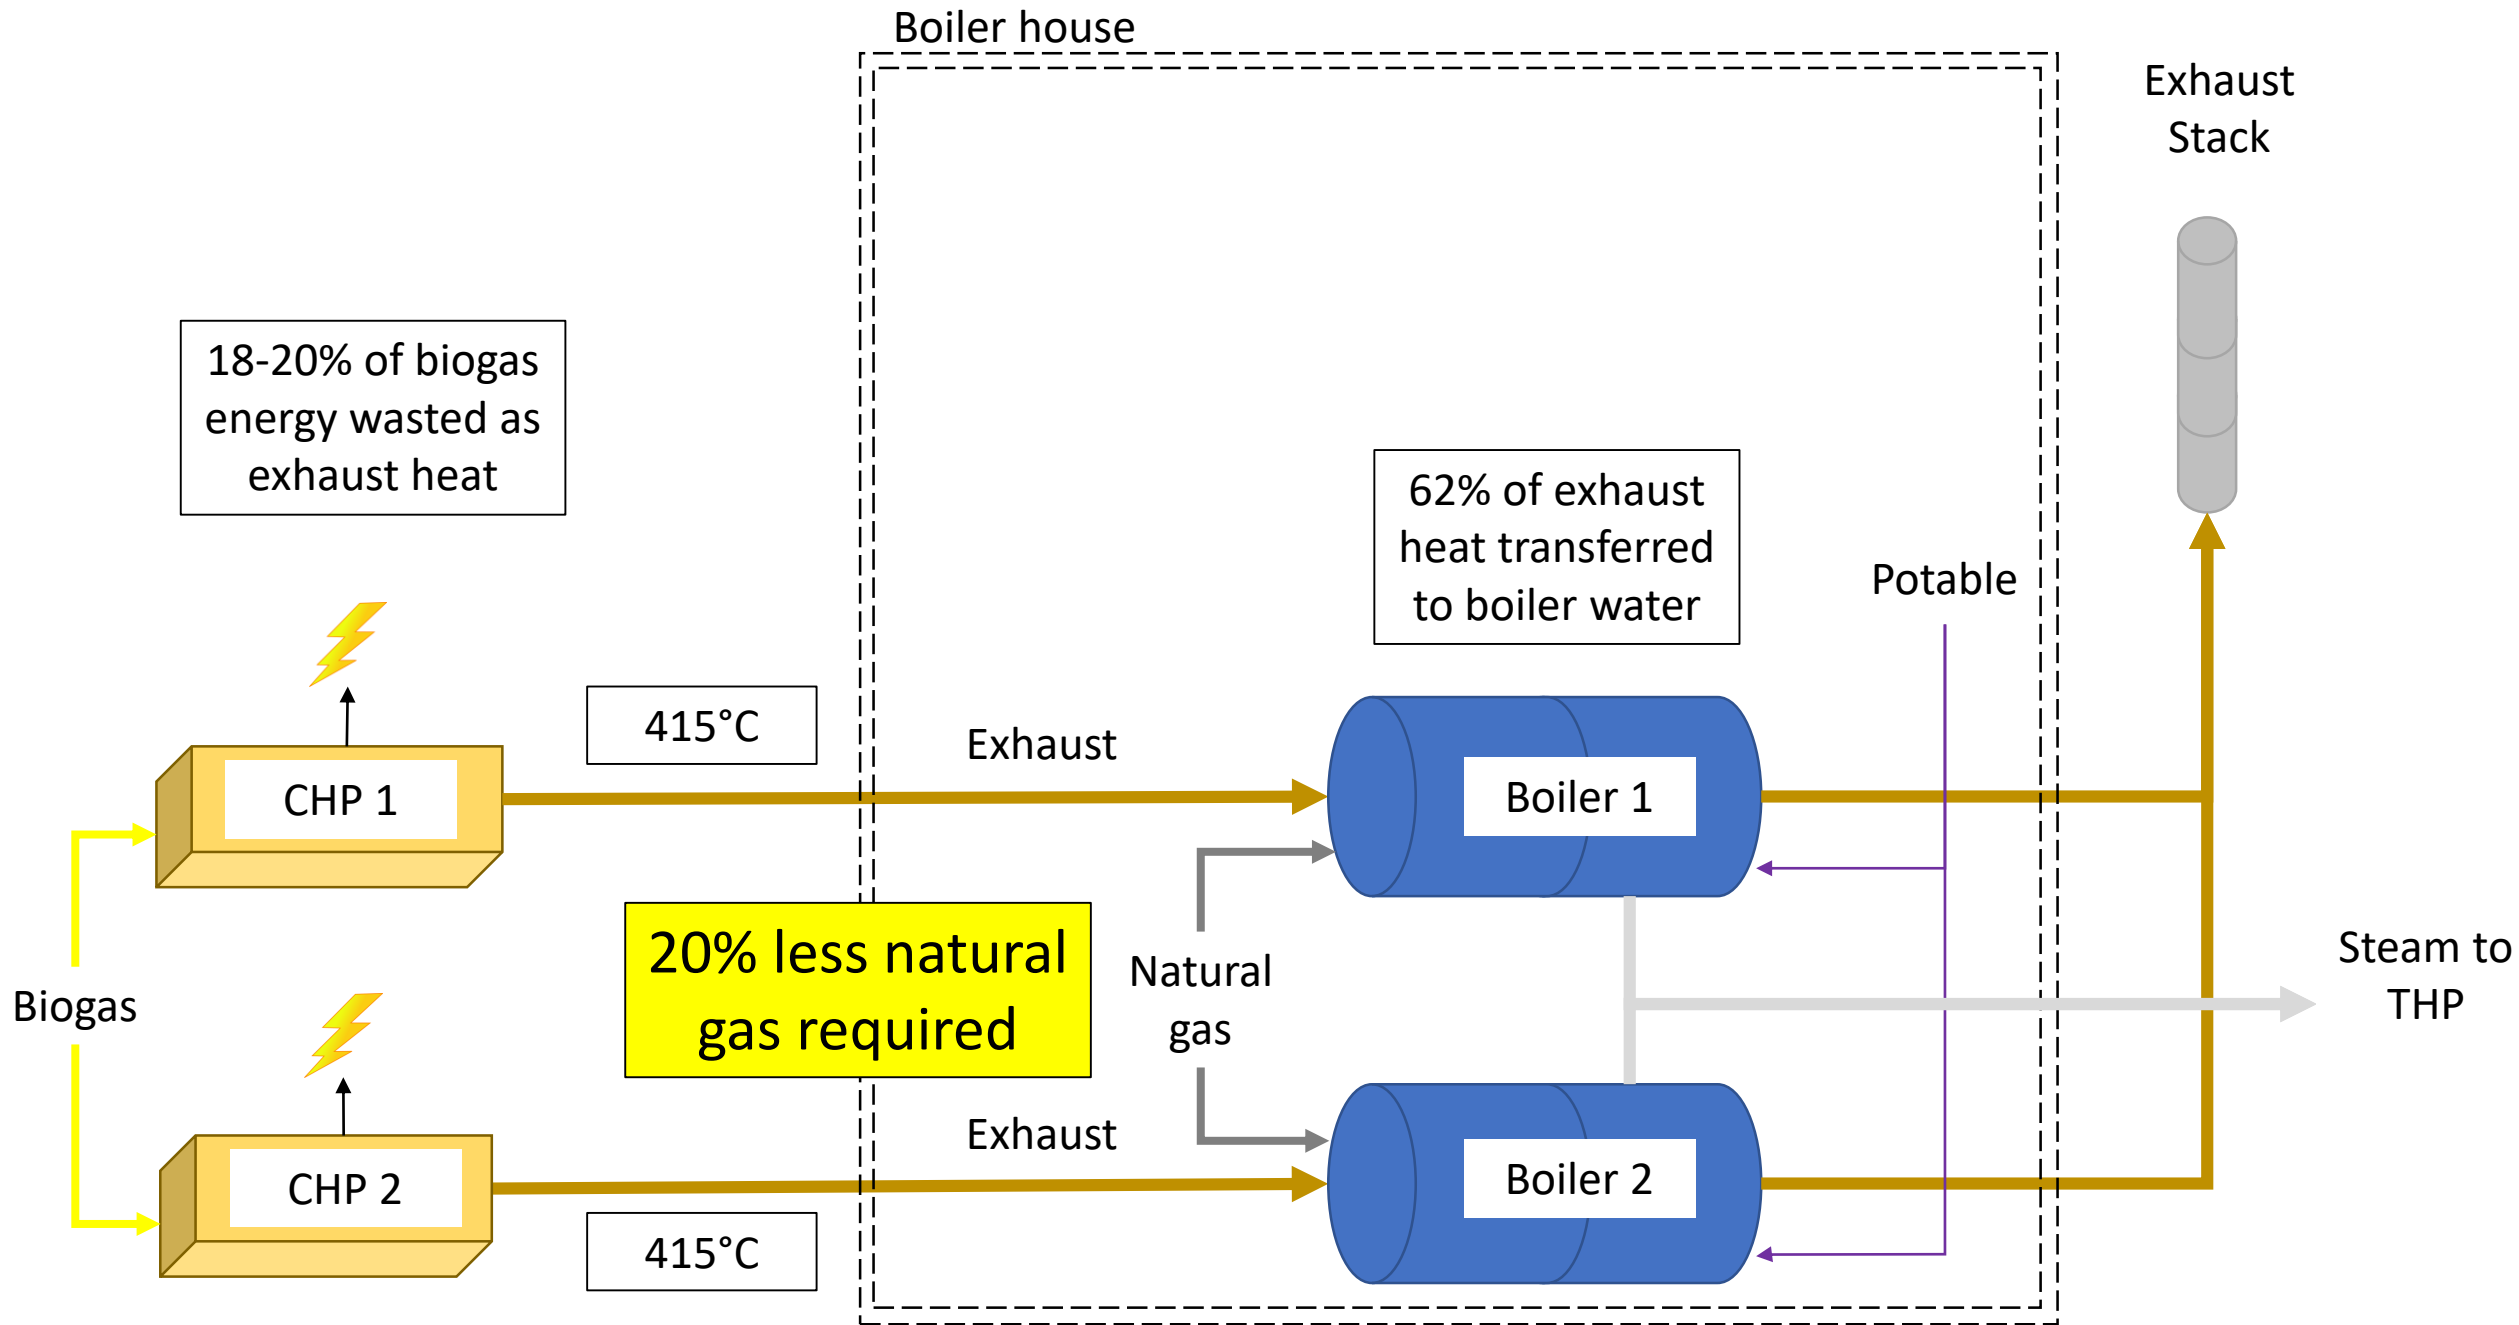 Boiler house
Exhaust
Stack
18-20% of biogas
energy wasted as
exhaust heat
62% of exhaust
heat transferred
to boiler water
Potable
415°C
Exhaust
CHP 1
Boiler 1
20% less natural
gas required
Natural
gas
Steam to
THP
Biogas
Exhaust
CHP 2
Boiler 2
415°C